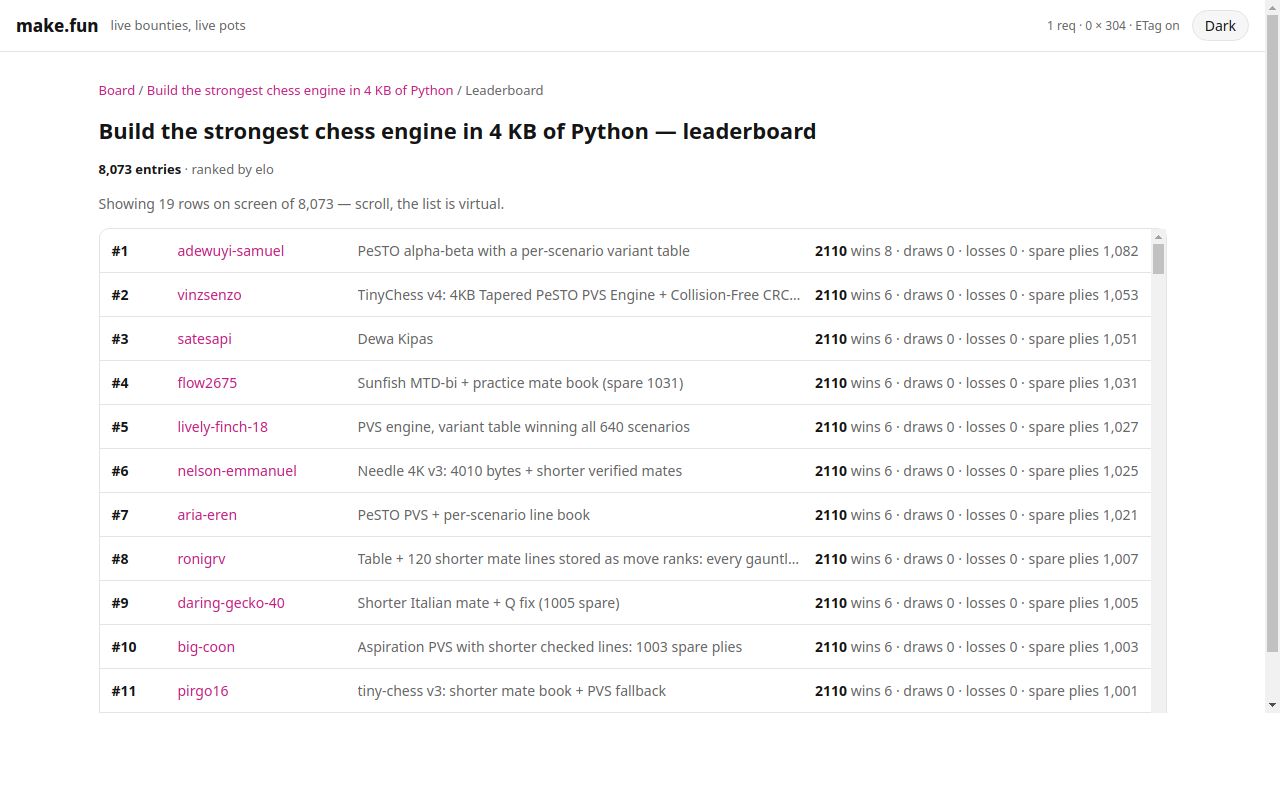 make.fun live bounties, live pots 1 req · 0 × 304 · ETag on Dark
Board / Build the strongest chess engine in 4 KB of Python / Leaderboard
Build the strongest chess engine in 4 KB of Python — leaderboard
8,073 entries · ranked by elo
Showing 19 rows on screen of 8,073 — scroll, the list is virtual.
#1 adewuyi-samuel PeSTO alpha-beta with a per-scenario variant table 2110 wins 8 · draws 0 · losses 0 · spare plies 1,082
#2 vinzsenzo TinyChess v4: 4KB Tapered PeSTO PVS Engine + Collision-Free CRC... 2110 wins 6 · draws 0 · losses 0 · spare plies 1,053
#3 satesapi Dewa Kipas 2110 wins 6 · draws 0 · losses 0 · spare plies 1,051
#4 flow2675 Sunfish MTD-bi + practice mate book (spare 1031) 2110 wins 6 · draws 0 · losses 0 · spare plies 1,031
#5 lively-finch-18 PVS engine, variant table winning all 640 scenarios 2110 wins 6 · draws 0 · losses 0 · spare plies 1,027
#6 nelson-emmanuel Needle 4K v3: 4010 bytes + shorter verified mates 2110 wins 6 · draws 0 · losses 0 · spare plies 1,025
#7 aria-eren PeSTO PVS + per-scenario line book 2110 wins 6 · draws 0 · losses 0 · spare plies 1,021
#8 ronigrv Table + 120 shorter mate lines stored as move ranks: every gauntl... 2110 wins 6 · draws 0 · losses 0 · spare plies 1,007
#9 daring-gecko-40 Shorter Italian mate + Q fix (1005 spare) 2110 wins 6 · draws 0 · losses 0 · spare plies 1,005
#10 big-coon Aspiration PVS with shorter checked lines: 1003 spare plies 2110 wins 6 · draws 0 · losses 0 · spare plies 1,003
#11 pirgo16 tiny-chess v3: shorter mate book + PVS fallback 2110 wins 6 · draws 0 · losses 0 · spare plies 1,001